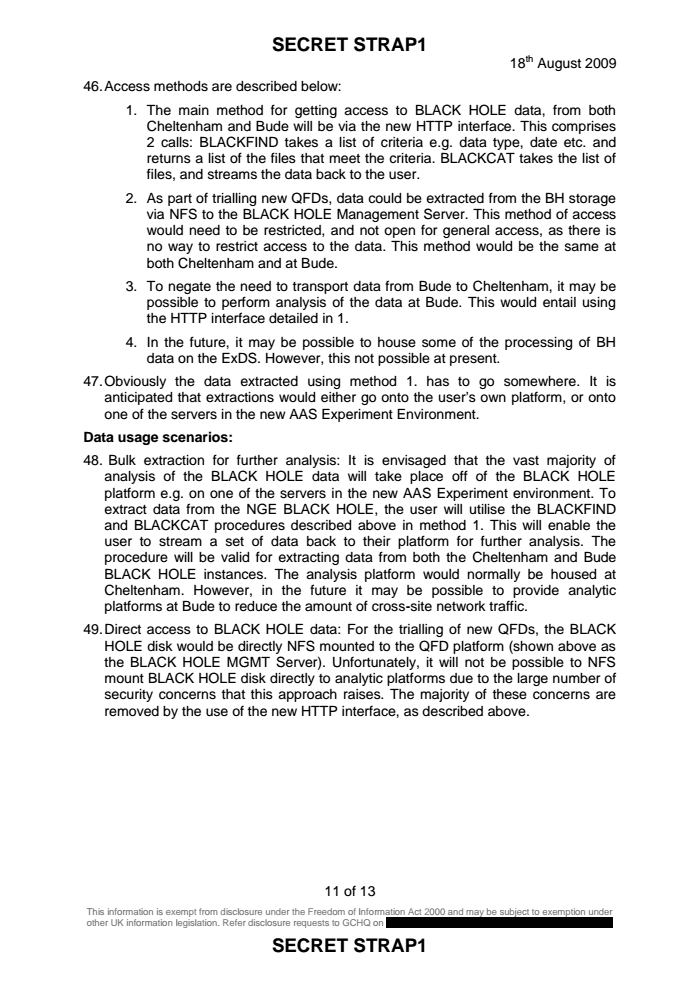 SECRET STRAP1
18th August 2009
46. Access methods are described below:
1. The main method for getting access to BLACK HOLE data, from both
Cheltenham and Bude will be via the new HTTP interface. This comprises
2 calls: BLACKFIND takes a list of criteria e.g. data type, date etc. and
returns a list of the files that meet the criteria. BLACKCAT takes the list of
files, and streams the data back to the user.
2. As part of trialling new QFDs, data could be extracted from the BH storage
via NFS to the BLACK HOLE Management Server. This method of access
would need to be restricted, and not open for general access, as there is
no way to restrict access to the data. This method would be the same at
both Cheltenham and at Bude.
3. To negate the need to transport data from Bude to Cheltenham, it may be
possible to perform analysis of the data at Bude. This would entail using
the HTTP interface detailed in 1.
4. In the future, it may be possible to house some of the processing of BH
data on the ExDS. However, this not possible at present.
47. Obviously the data extracted using method 1. has to go somewhere. It is
anticipated that extractions would either go onto the user's own platform, or onto
one of the servers in the new AAS Experiment Environment.
Data usage scenarios:
48. Bulk extraction for further analysis: It is envisaged that the vast majority of
analysis of the BLACK HOLE data will take place off of the BLACK HOLE
platform e.g. on one of the servers in the new AAS Experiment environment. To
extract data from the NGE BLACK HOLE, the user will utilise the BLACKFIND
and BLACKCAT procedures described above in method 1. This will enable the
user to stream a set of data back to their platform for further analysis. The
procedure will be valid for extracting data from both the Cheltenham and Bude
BLACK HOLE instances. The analysis platform would normally be housed at
Cheltenham. However, in the future it may be possible to provide analytic
platforms at Bude to reduce the amount of cross-site network traffic.
49. Direct access to BLACK HOLE data: For the trialling of new QFDs, the BLACK
HOLE disk would be directly NFS mounted to the QFD platform (shown above as
the BLACK HOLE MGMT Server). Unfortunately, it will not be possible to NFS
mount BLACK HOLE disk directly to analytic platforms due to the large number of
security concerns that this approach raises. The majority of these concerns are
removed by the use of the new HTTP interface, as described above.
11 of 13
This information is exempt from disclosure under the Freedom of Information Act 2000 and may be subject to exemption under
other UK information legislation. Refer disclosure requests to GCHQ on
SECRET STRAP1